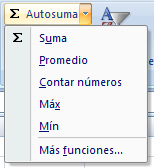 Σ Autosuma
Σ Suma
Promedio
Contar números
Máx
Mín
Más funciones...